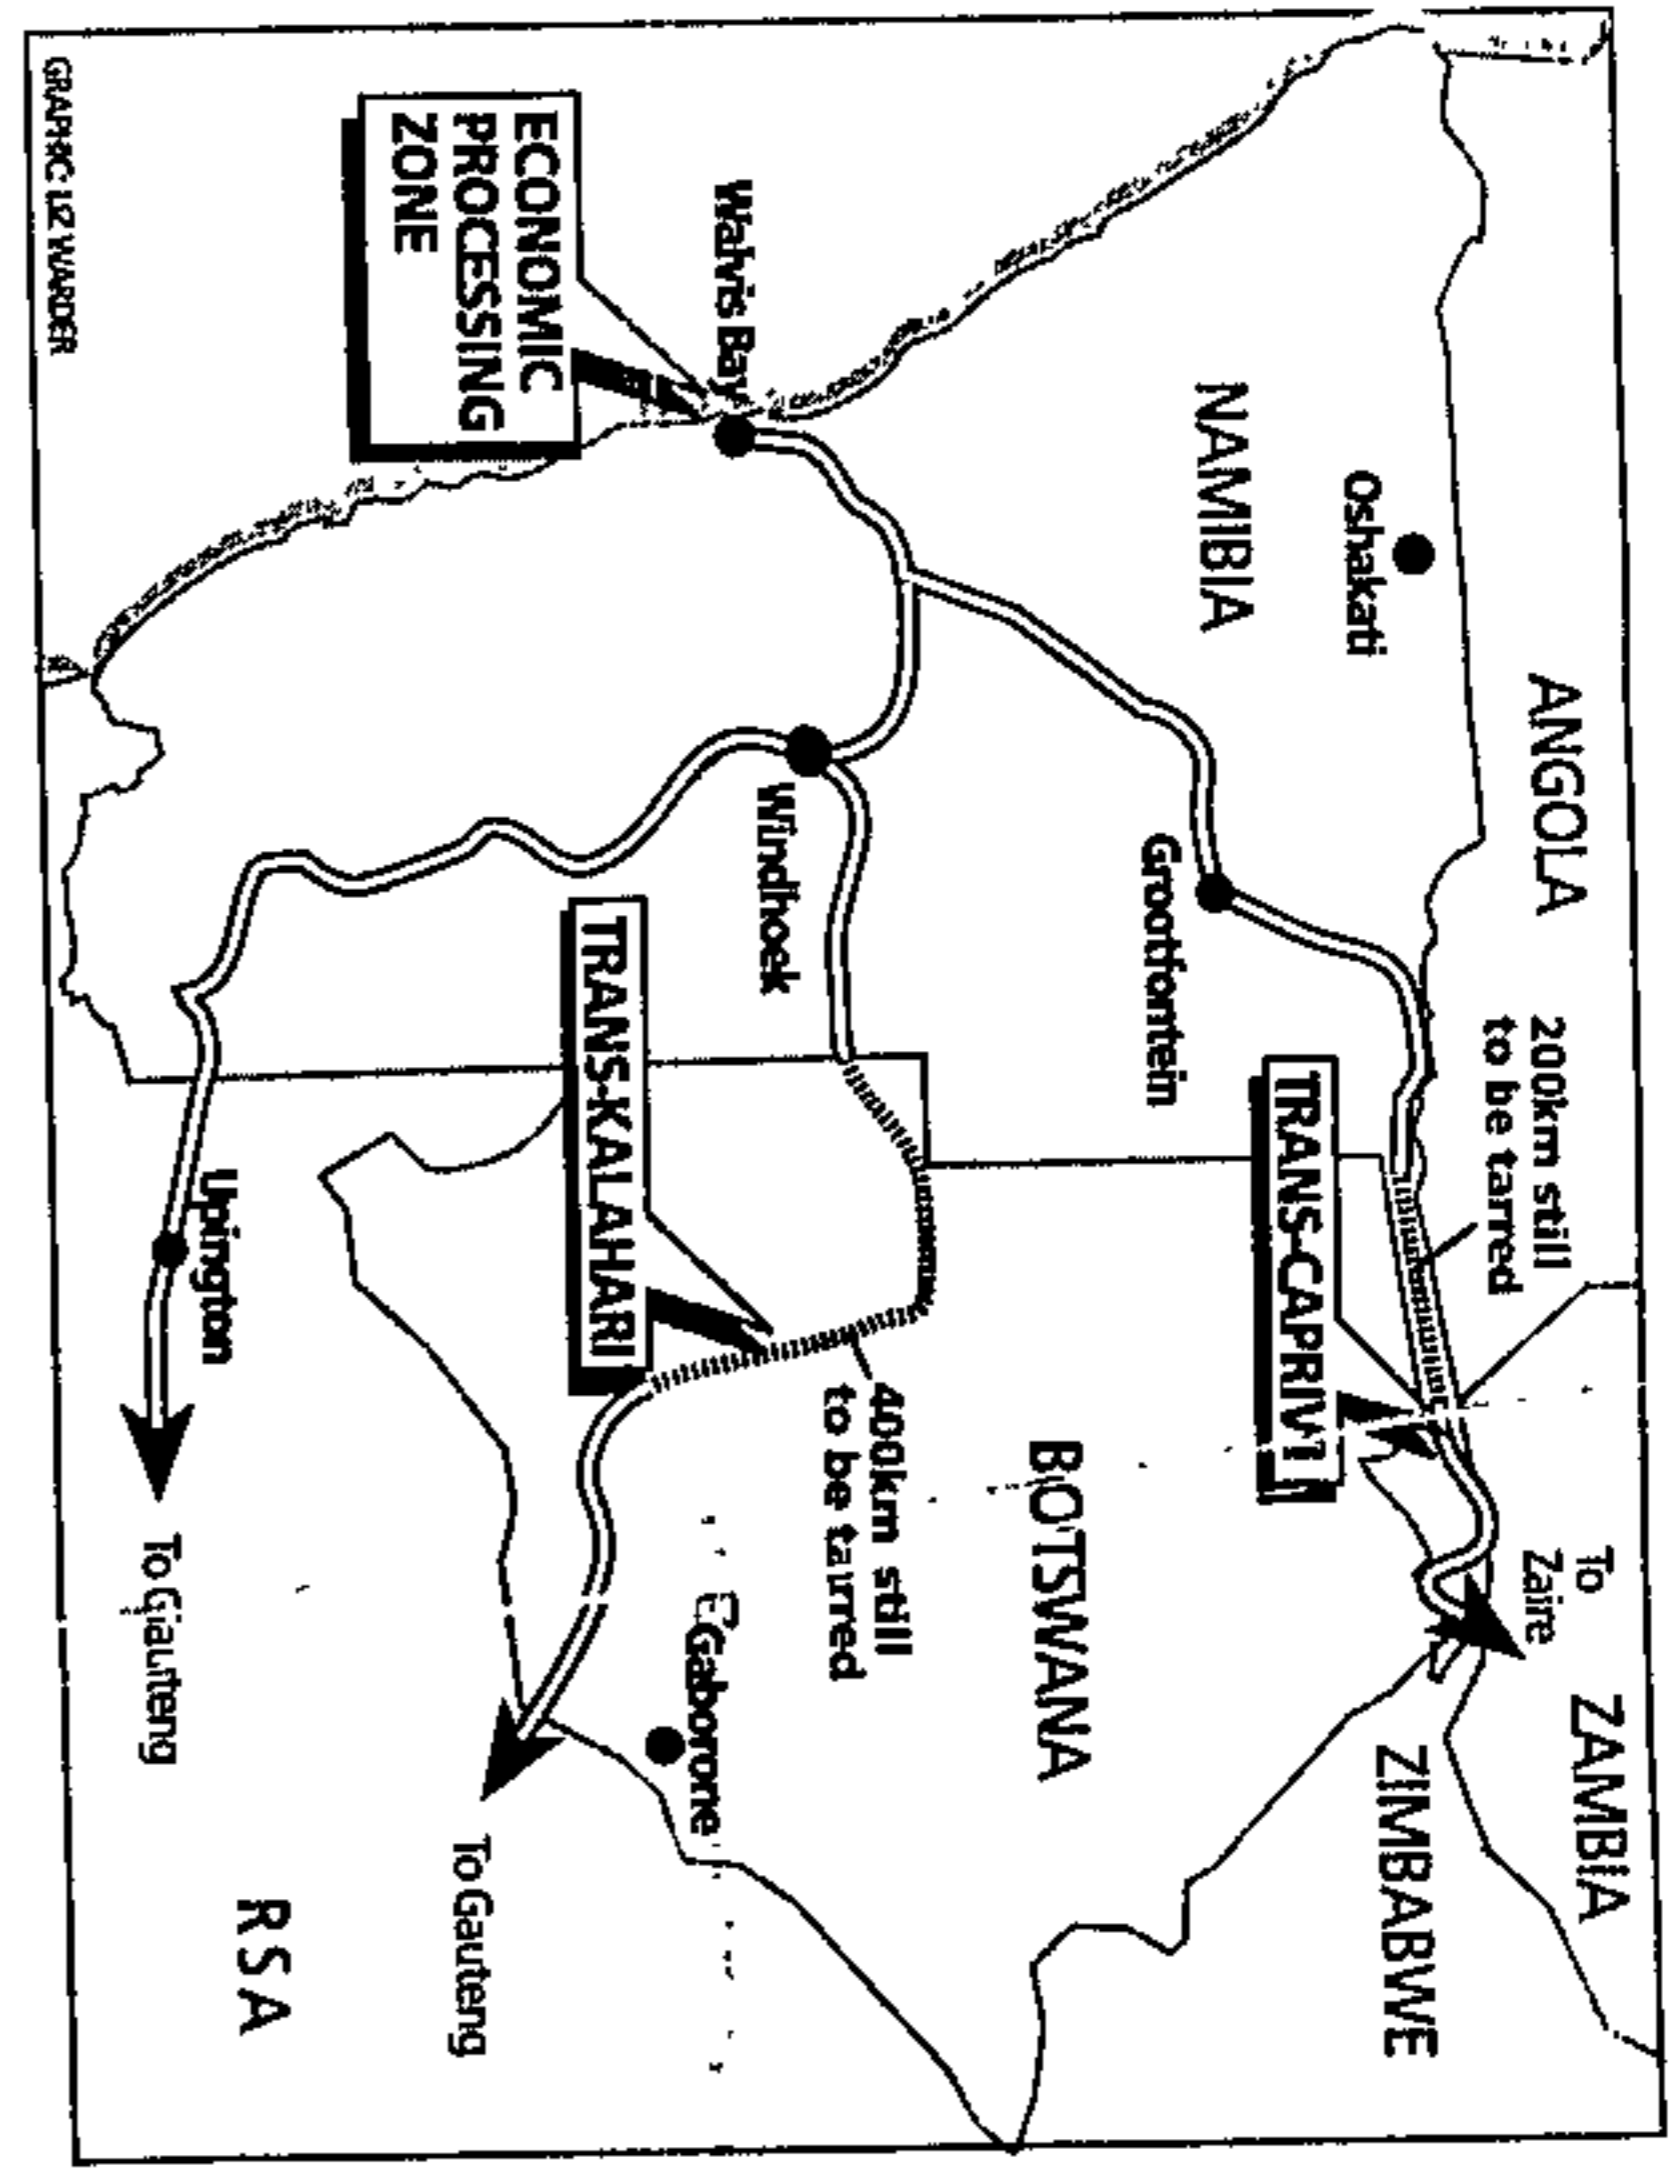 ANGOLA
ZAMBIA
To
Zaire
200km still
to be tarred
Oshakati
ZIMBABWE
TRANS-CAPRIVI
NAMIBIA
Grootfontein
BOTSWANA
400km still
to be tarred
Walvis Bay
Windhoek
Gaborone
ECONOMIC
PROCESSING
ZONE
TRANS-KALAHARI
To Gauteng
Upington
To Gauteng
RSA
GRAPHIC: LIZ WARDER